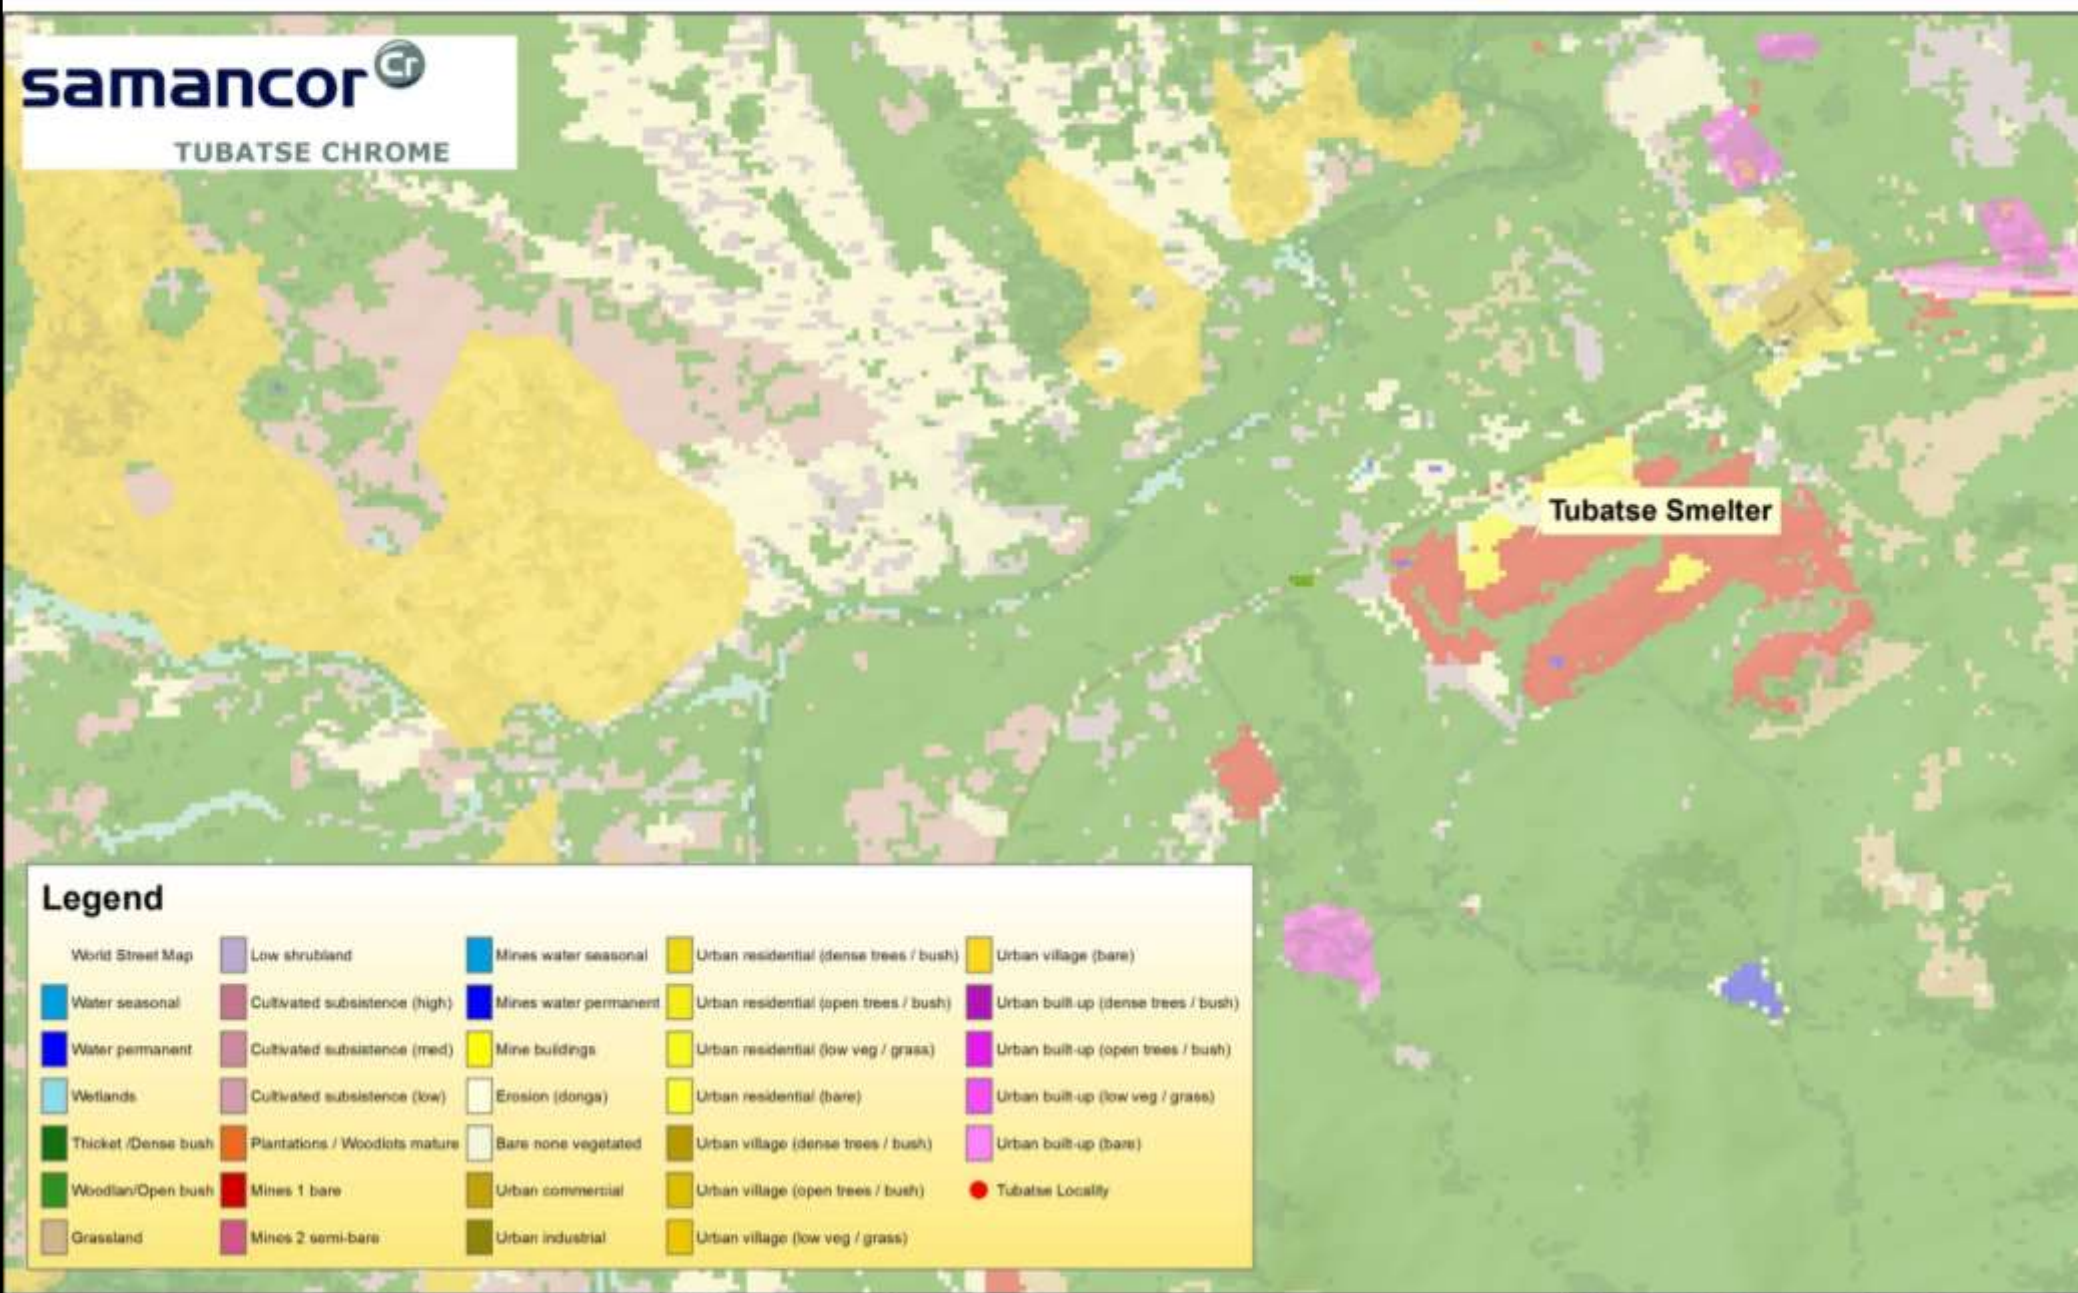 samancor Cr
TUBATSE CHROME
Tubatse Smelter
Legend
World Street Map
Water seasonal
Water permanent
Wetlands
Thicket /Dense bush
Woodlan/Open bush
Grassland
Low shrubland
Cultivated subsistence (high)
Cultivated subsistence (med)
Cultivated subsistence (low)
Plantations / Woodlots mature
Mines 1 bare
Mines 2 semi-bare
Mines water seasonal
Mines water permanent
Mine buildings
Erosion (donga)
Bare none vegetated
Urban commercial
Urban industrial
Urban residential (dense trees / bush)
Urban residential (open trees / bush)
Urban residential (low veg / grass)
Urban residential (bare)
Urban village (dense trees / bush)
Urban village (open trees / bush)
Urban village (low veg / grass)
Urban village (bare)
Urban built-up (dense trees / bush)
Urban built-up (open trees / bush)
Urban built-up (low veg / grass)
Urban built-up (bare)
Tubatse Locality